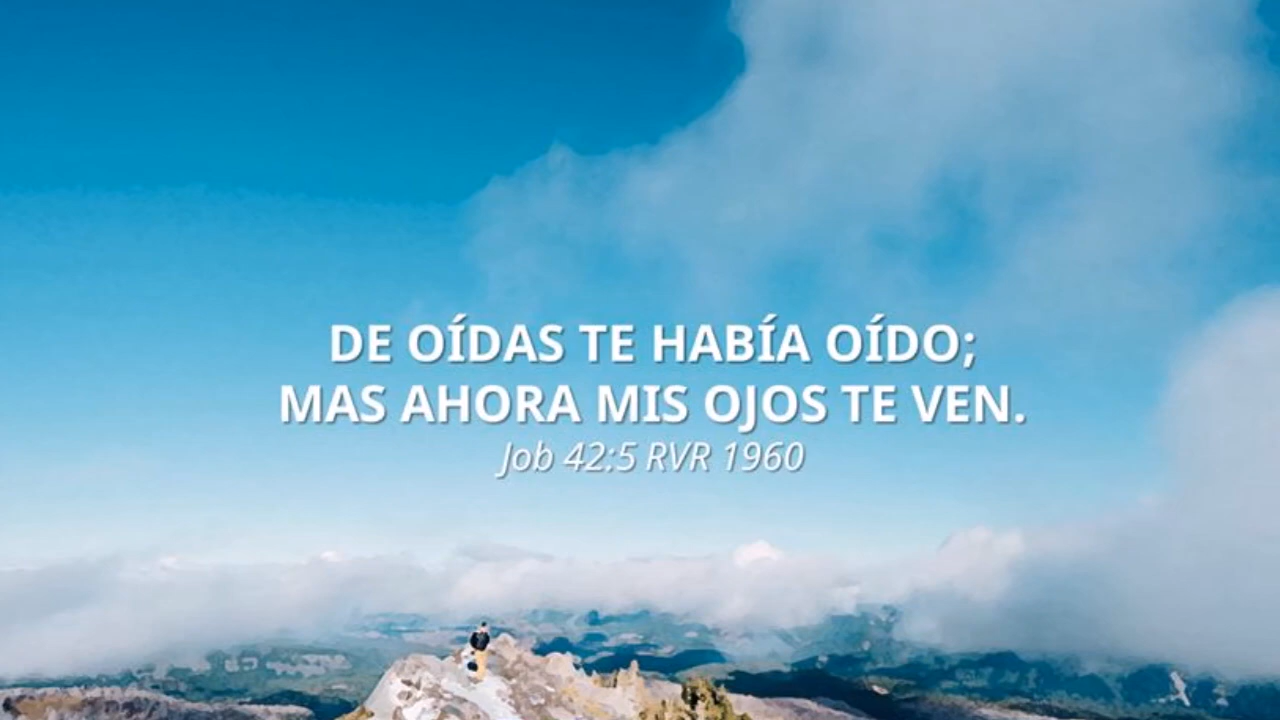 DE OÍDAS TE HABÍA OÍDO;
MAS AHORA MIS OJOS TE VEN.
Job 42:5 RVR 1960